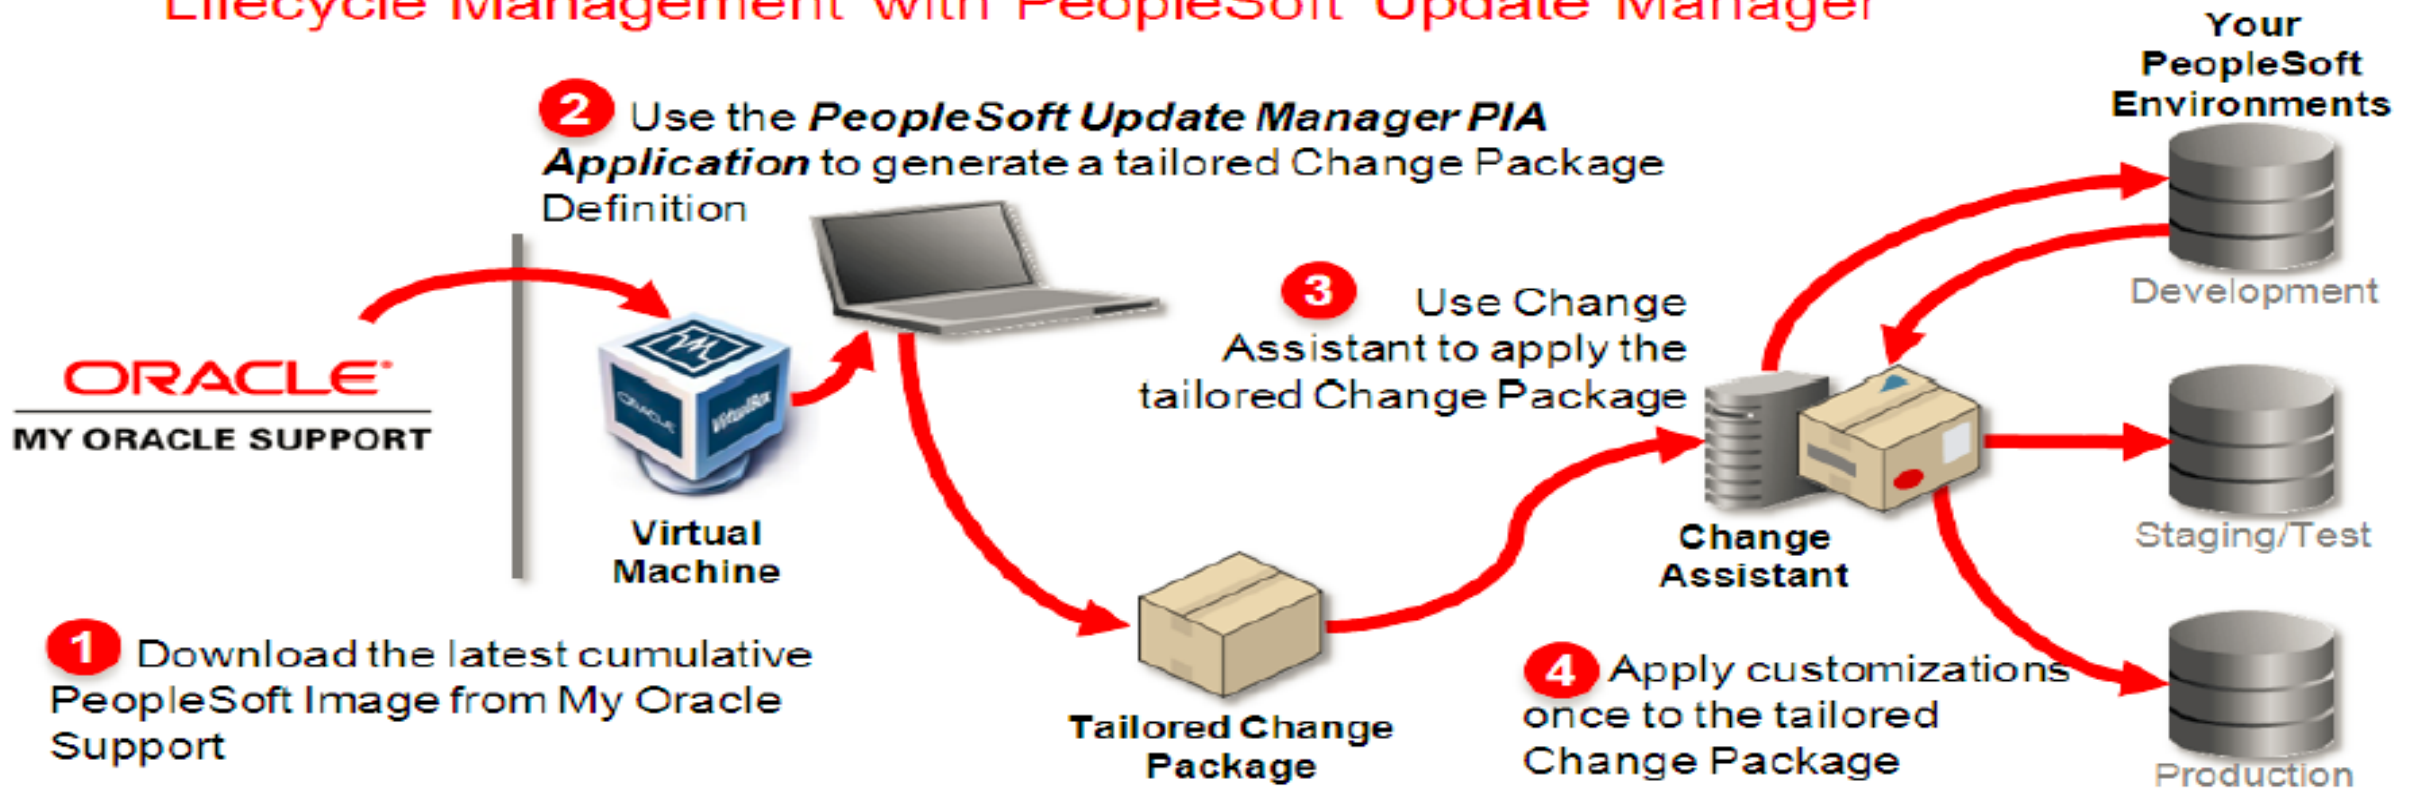 Lifecycle Management with PeopleSoft Update Manager
Your
PeopleSoft
Environments
2 Use the PeopleSoft Update Manager PIA
Application to generate a tailored Change Package
Definition
3 Use Change
Assistant to apply the
tailored Change Package
Development
ORACLE
MY ORACLE SUPPORT
ORACLE
VirtualBox
Virtual
Machine
Change
Assistant
Staging/Test
1 Download the latest cumulative
PeopleSoft Image from My Oracle
Support
Tailored Change
Package
4 Apply customizations
once to the tailored
Change Package
Production